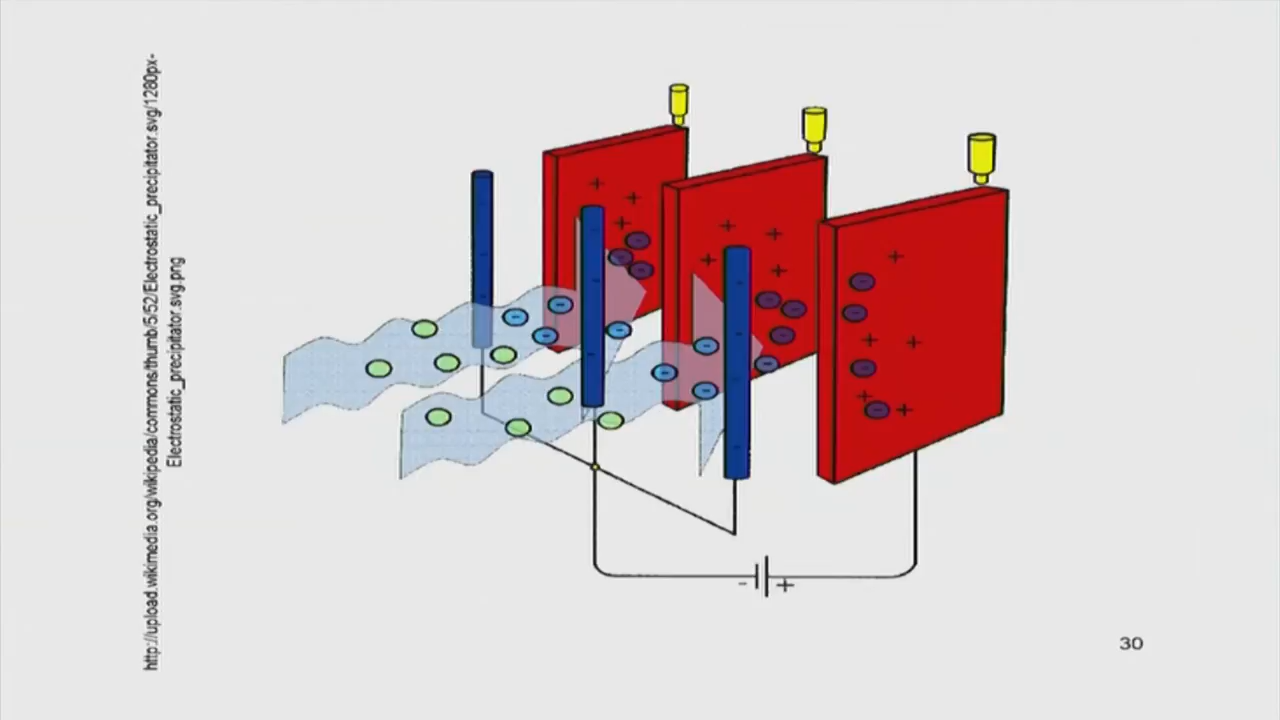 http://upload.wikimedia.org/wikipedia/commons/thumb/5/52/Electrostatic_precipitator.svg/1280px-
Electrostatic_precipitator.svg.png
- +
30